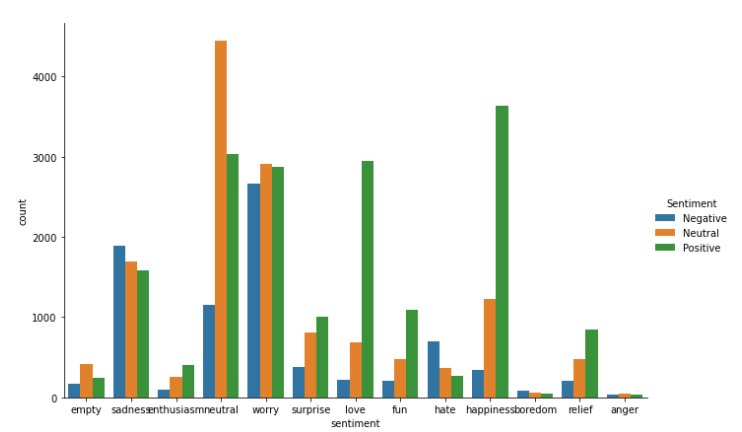 4000
3000
2000
1000
0
count
empty sadness enthusiasm neutral worry surprise love fun hate happiness boredom relief anger
sentiment
Sentiment
Negative
Neutral
Positive